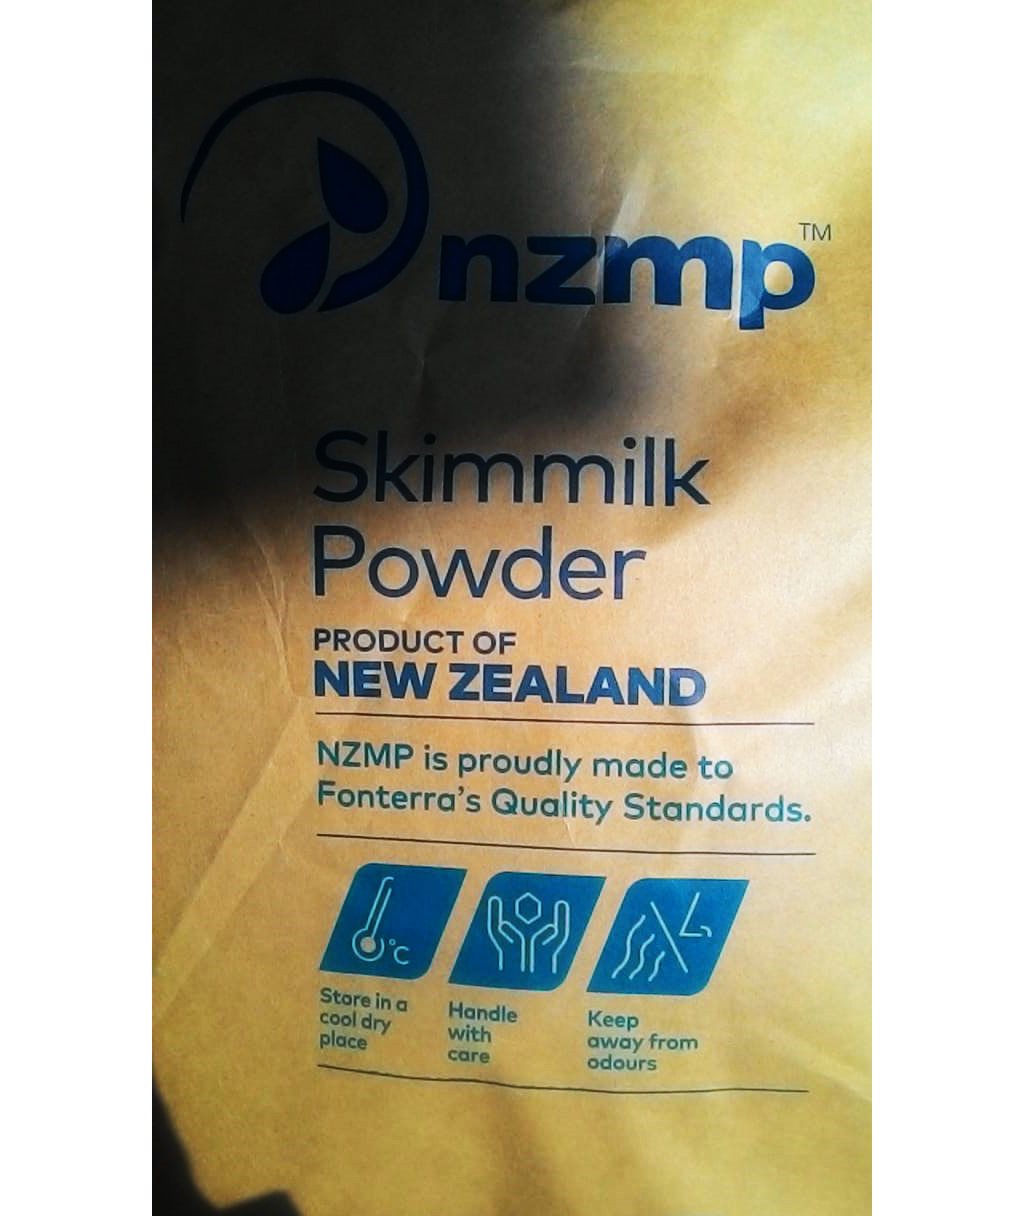 nzmp™
Skimmilk
Powder
PRODUCT OF
NEW ZEALAND
NZMP is proudly made to
Fonterra's Quality Standards.
°C
Store in a
cool dry
place
Handle
with
care
Keep
away from
odours